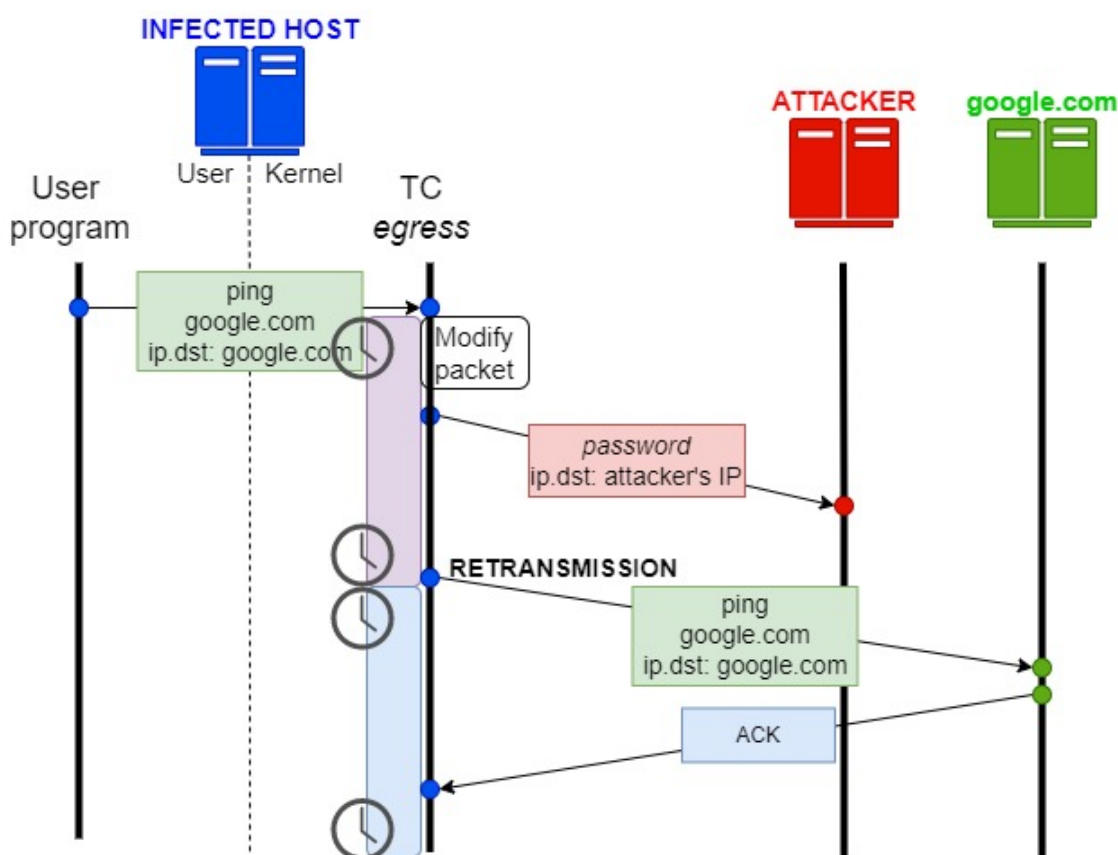 INFECTED HOST
ATTACKER
google.com
User
Kernel
User
program
TC
egress
ping
google.com
ip.dst: google.com
Modify
packet
password
ip.dst: attacker's IP
RETRANSMISSION
ping
google.com
ip.dst: google.com
ACK